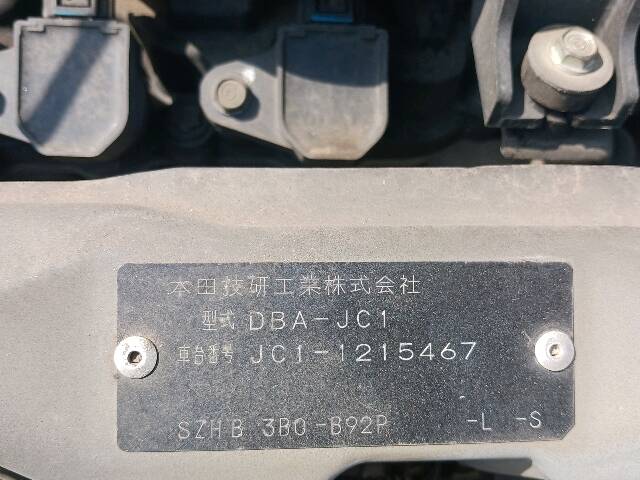 本田技研工業株式会社
型式 DBA-JC1
車台番号 JC1-1215467
SZHB 3B0-B92P -L -S